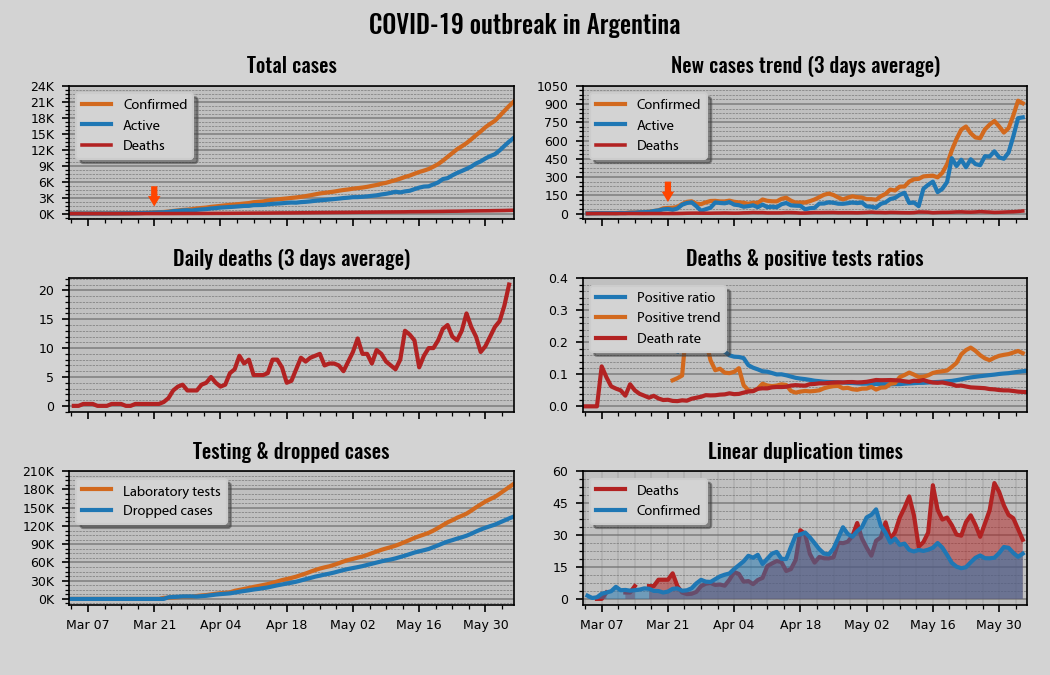 COVID-19 outbreak in Argentina
Total cases
24K
21K
18K
15K
12K
9K
6K
3K
0K
Confirmed
Active
Deaths
New cases trend (3 days average)
1050
900
750
600
450
300
150
0
Confirmed
Active
Deaths
Daily deaths (3 days average)
20
15
10
5
0
Deaths & positive tests ratios
0.4
0.3
0.2
0.1
0.0
Positive ratio
Positive trend
Death rate
Testing & dropped cases
210K
180K
150K
120K
90K
60K
30K
0K
Laboratory tests
Dropped cases
Mar 07 Mar 21 Apr 04 Apr 18 May 02 May 16 May 30
Linear duplication times
60
45
30
15
0
Deaths
Confirmed
Mar 07 Mar 21 Apr 04 Apr 18 May 02 May 16 May 30